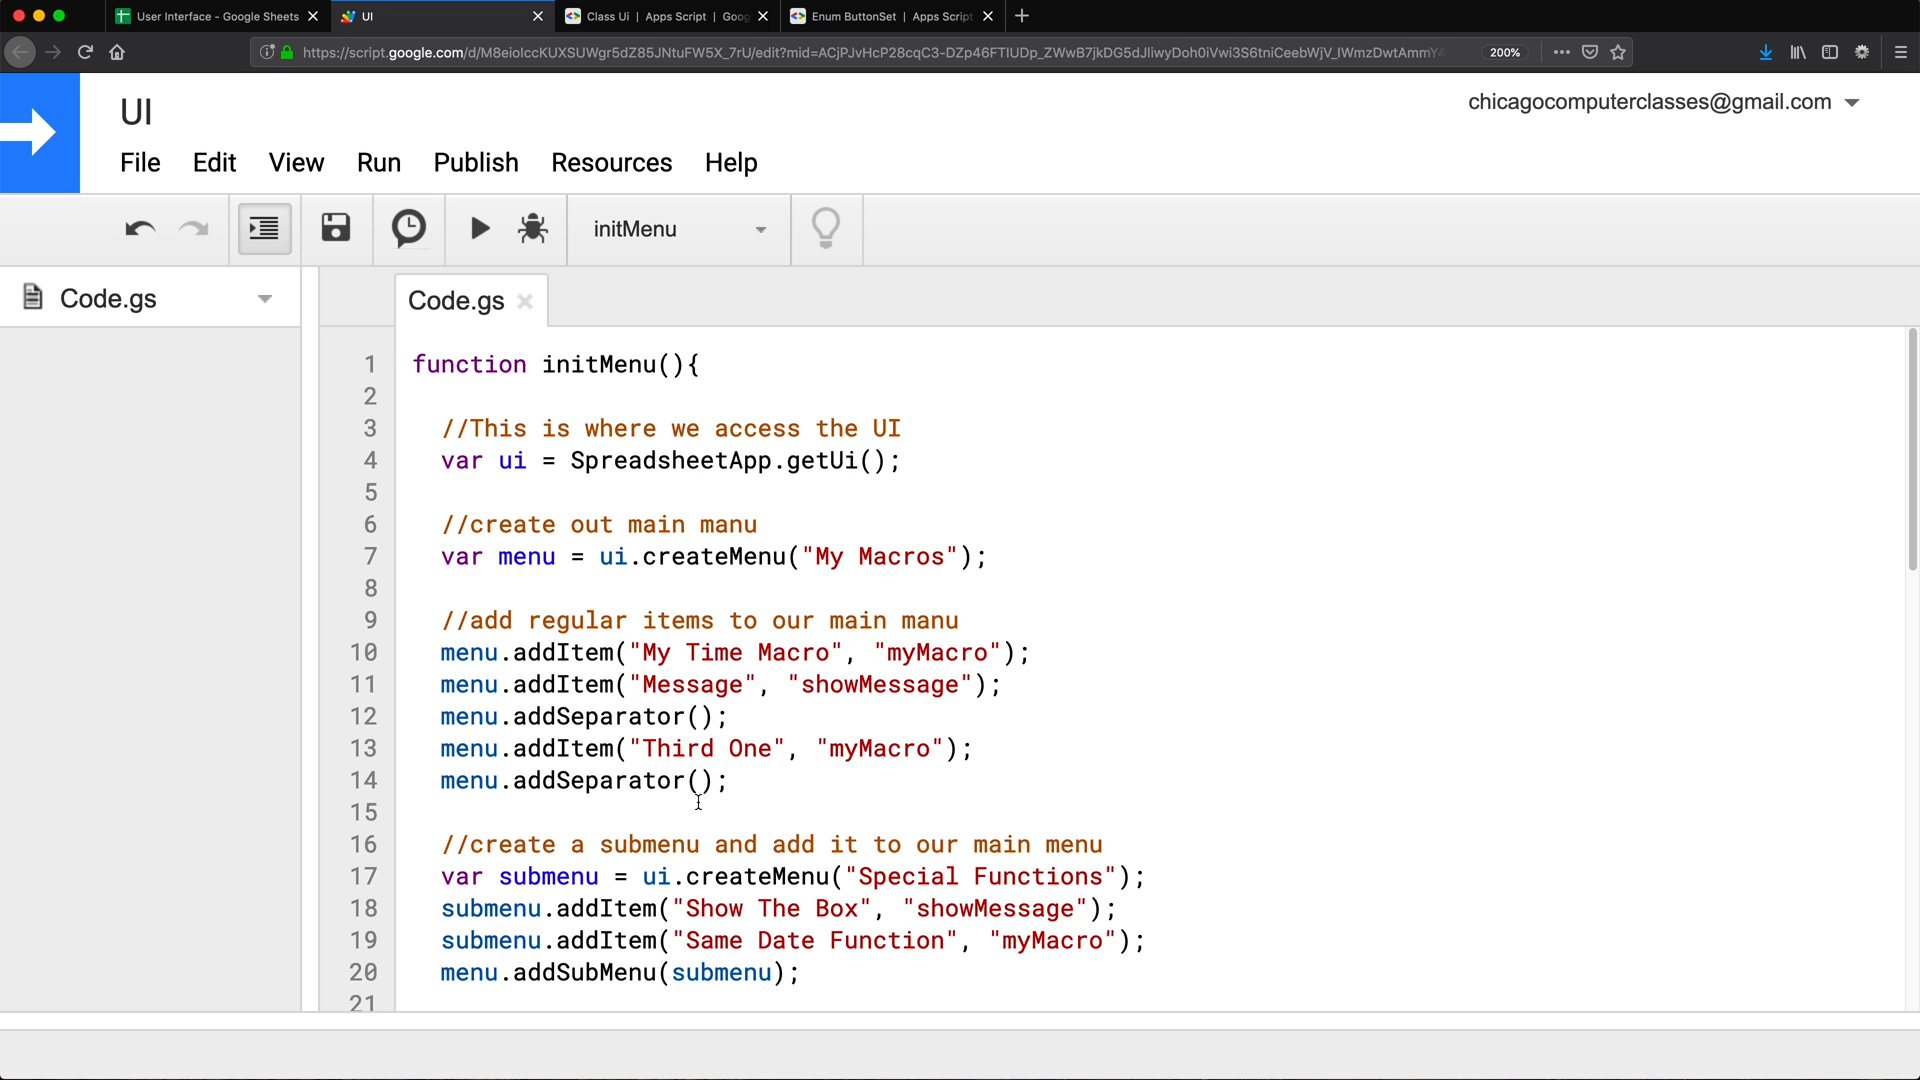 User Interface - Google Sheets
UI
Class Ui | Apps Script | Goog
Enum ButtonSet | Apps Script
200%
UI
chicagocomputerclasses@gmail.com
File Edit View Run Publish Resources Help
initMenu
Code.gs
Code.gs
1 function initMenu(){
2
3 //This is where we access the UI
4 var ui = SpreadsheetApp.getUi();
5
6 //create out main manu
7 var menu = ui.createMenu("My Macros");
8
9 //add regular items to our main manu
10 menu.addItem("My Time Macro", "myMacro");
11 menu.addItem("Message", "showMessage");
12 menu.addSeparator();
13 menu.addItem("Third One", "myMacro");
14 menu.addSeparator();
15
16 //create a submenu and add it to our main menu
17 var submenu = ui.createMenu("Special Functions");
18 submenu.addItem("Show The Box", "showMessage");
19 submenu.addItem("Same Date Function", "myMacro");
20 menu.addSubMenu(submenu);
21